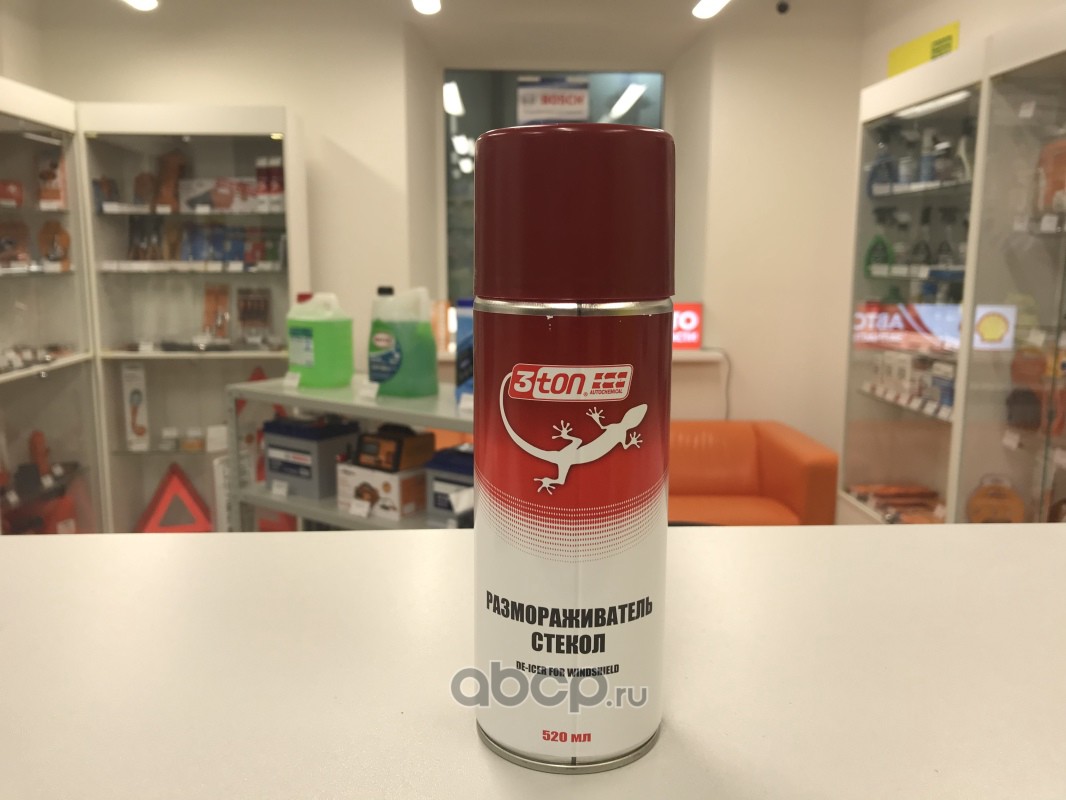 BOSCH
3ton
AUTOCHEMICAL
РАЗМОРАЖИВАТЕЛЬ
СТЕКОЛ
DE-ICER FOR WINDSHIELD
abcp.ru
520 мл